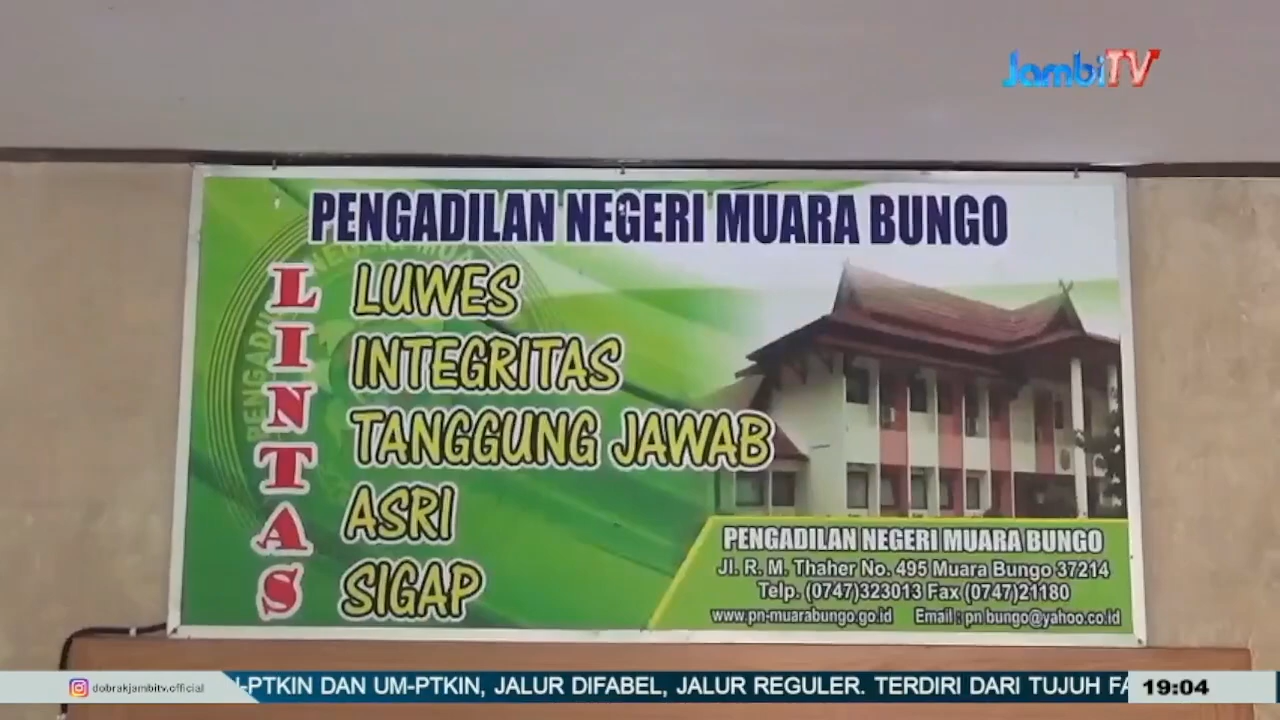 JambiTV
PENGADILAN NEGERI MUARA BUNGO
LINTAS
LUWES
INTEGRITAS
TANGGUNG JAWAB
ASRI
SIGAP
PENGADILAN NEGERI MUARA BUNGO
Jl. R. M. Thaher No. 495 Muara Bungo 37214
Telp. (0747)323013 Fax (0747)21180
www.pn-muarabungo.go.id Email : pn bungo@yahoo.co.id
dobrakjambitv.official
-PTKIN DAN UM-PTKIN, JALUR DIFABEL, JALUR REGULER. TERDIRI DARI TUJUH FA
19:04